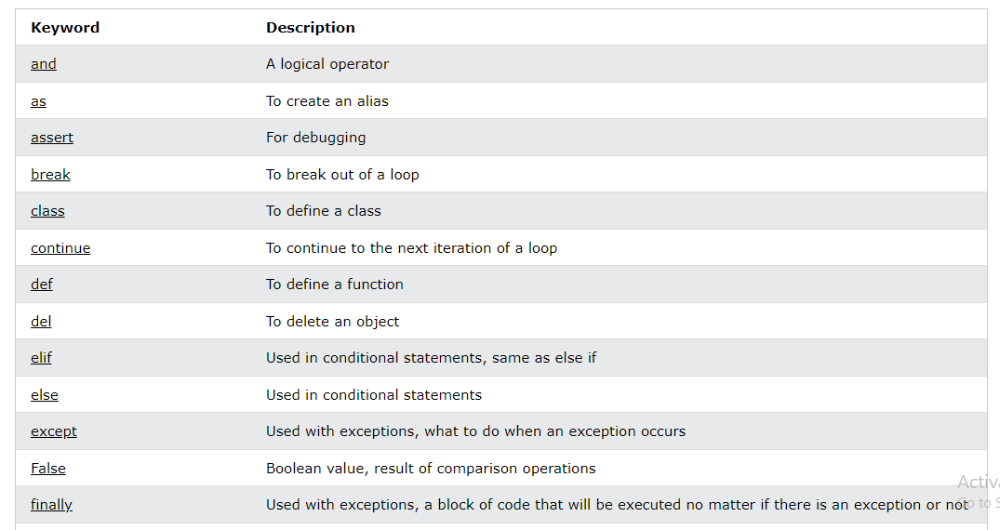 Keyword Description
and A logical operator
as To create an alias
assert For debugging
break To break out of a loop
class To define a class
continue To continue to the next iteration of a loop
def To define a function
del To delete an object
elif Used in conditional statements, same as else if
else Used in conditional statements
except Used with exceptions, what to do when an exception occurs
False Boolean value, result of comparison operations
finally Used with exceptions, a block of code that will be executed no matter if there is an exception or not
Go to